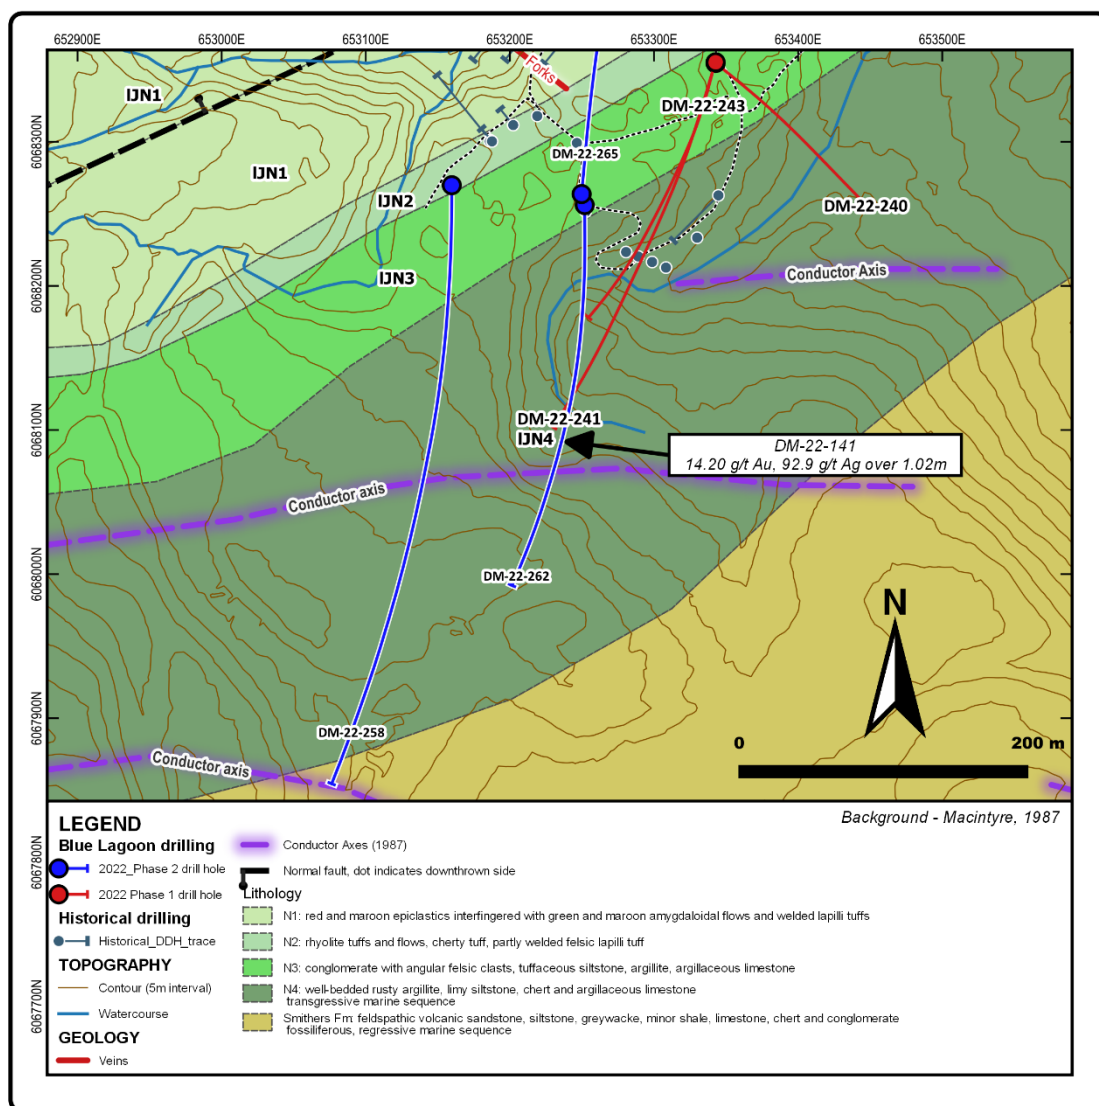 652900E 653000E 653100E 653200E 653300E 653400E 653500E
Forks
IJN1
DM-22-243
6068300N
DM-22-265
IJN1
IJN2
DM-22-240
IJN3
Conductor Axis
6068200N
DM-22-241
6068100N
IJN4
DM-22-141
14.20 g/t Au, 92.9 g/t Ag over 1.02m
Conductor axis
6068000N
DM-22-262
N
6067900N
DM-22-258
0 200 m
Conductor axis
Background - Macintyre, 1987
LEGEND
Blue Lagoon drilling
2022_Phase 2 drill hole
2022 Phase 1 drill hole
Historical drilling
Historical_DDH_trace
TOPOGRAPHY
Contour (5m interval)
Watercourse
GEOLOGY
Veins
Conductor Axes (1987)
Normal fault, dot indicates downthrown side
Lithology
N1: red and maroon epiclastics interfingered with green and maroon amygdaloidal flows and welded lapilli tuffs
N2: rhyolite tuffs and flows, cherty tuff, partly welded felsic lapilli tuff
N3: conglomerate with angular felsic clasts, tuffaceous siltstone, argillite, argillaceous limestone
N4: well-bedded rusty argillite, limy siltstone, chert and argillaceous limestone
transgressive marine sequence
Smithers Fm: feldspathic volcanic sandstone, siltstone, greywacke, minor shale, limestone, chert and conglomerate
fossiliferous, regressive marine sequence
6067800N
6067700N